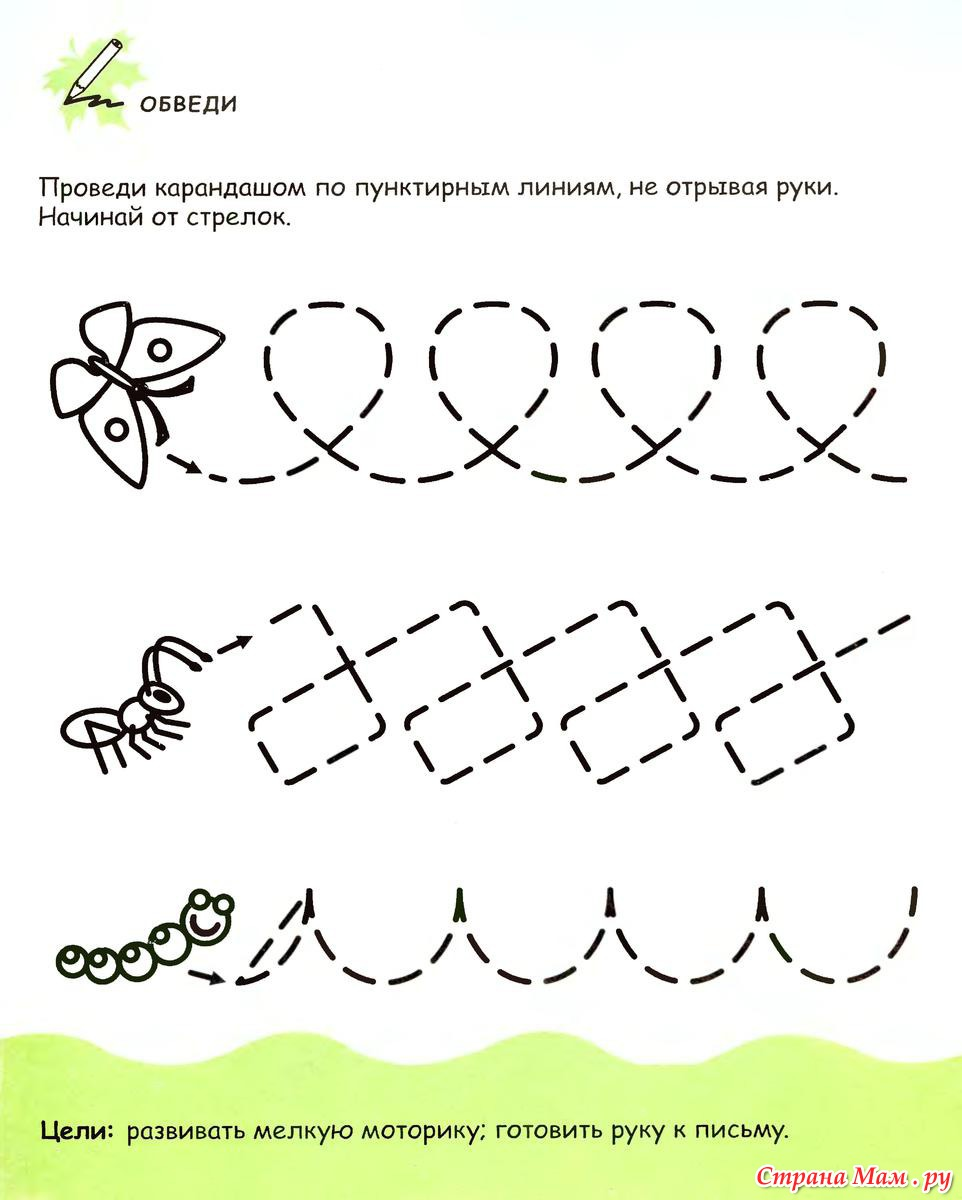 ОБВЕДИ
Проведи карандашом по пунктирным линиям, не отрывая руки.
Начинай от стрелок.
Цели: развивать мелкую моторику; готовить руку к письму.
Страна Мам . ру